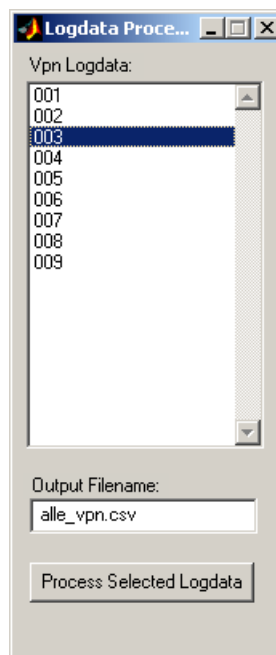 Logdata Proce...
Vpn Logdata:
001
002
003
004
005
006
007
008
009
Output Filename:
alle_vpn.csv
Process Selected Logdata